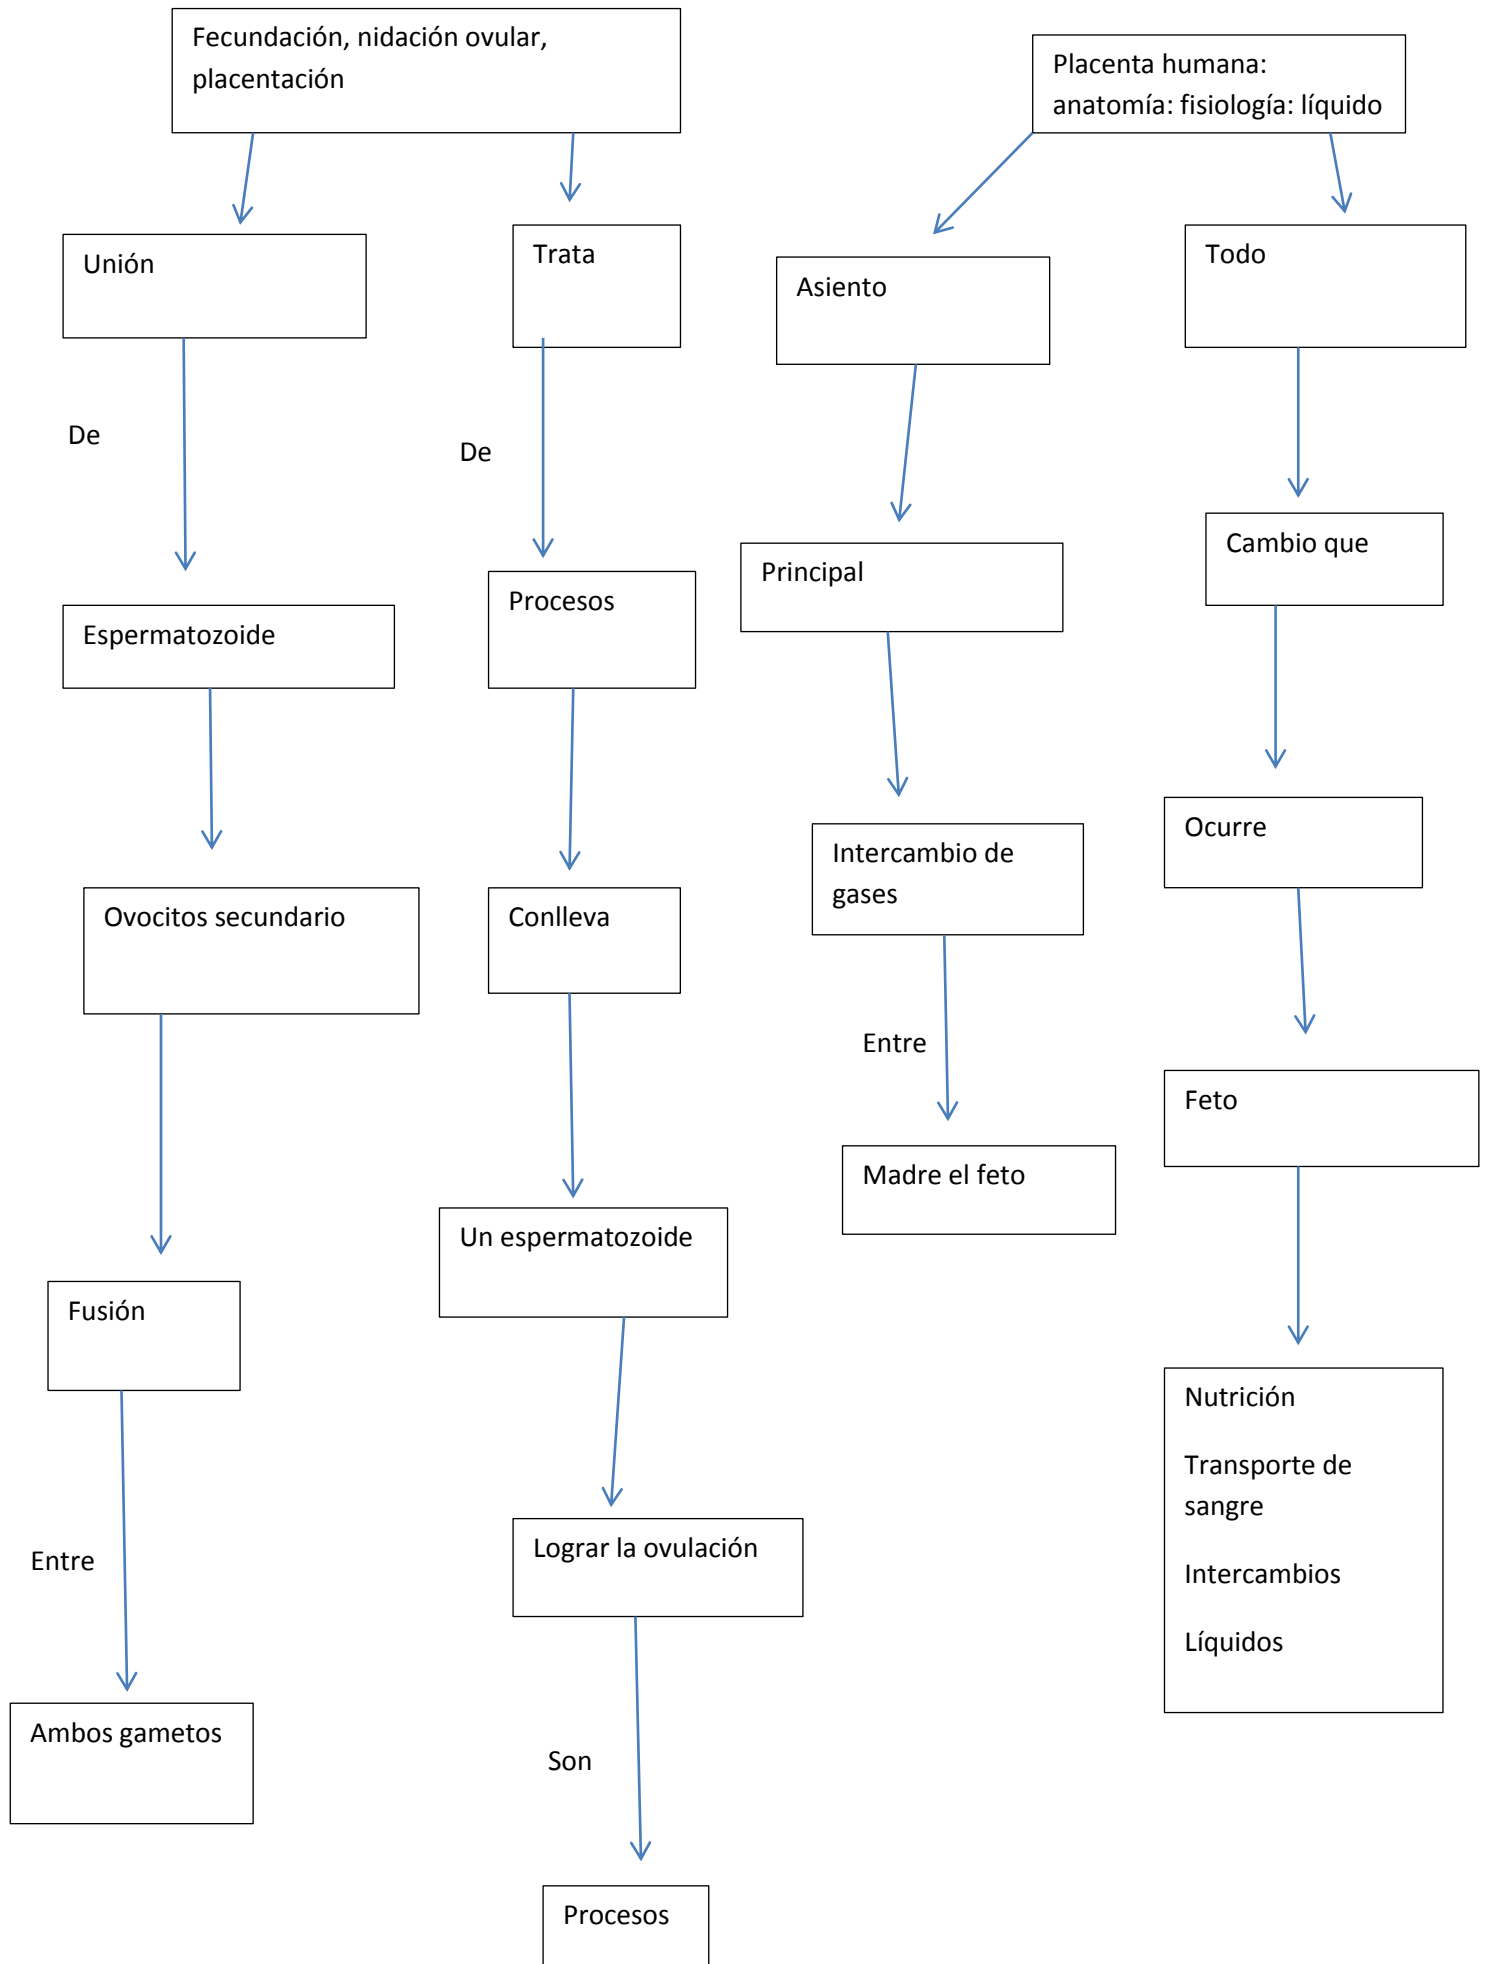 Fecundación, nidación ovular,
placentación
Unión
De
Espermatozoide
Ovocitos secundario
Fusión
Entre
Ambos gametos
Trata
De
Procesos
Conlleva
Un espermatozoide
Lograr la ovulación
Son
Procesos
Placenta humana:
anatomía: fisiología: líquido
Asiento
Principal
Intercambio de
gases
Entre
Madre el feto
Todo
Cambio que
Ocurre
Feto
Nutrición
Transporte de
sangre
Intercambios
Líquidos